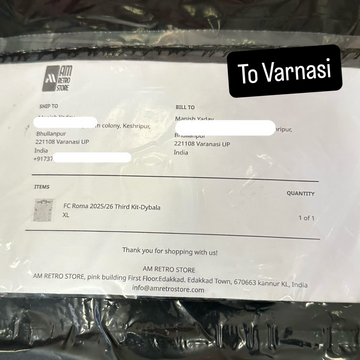 To Varnasi
AM
RETRO
STORE
SHIP TO
BILL TO
Manish Yadav
colony, Keshripur,
Bhullanpur
221108 Varanasi UP
India
+91737
Manish Yadav
221108 Varanasi UP
India
ITEMS
QUANTITY
FC Roma 2025/26 Third Kit-Dybala
XL
1 of 1
Thank you for shopping with us!
AM RETRO STORE
AM RETRO STORE, pink building First Floor.Edakkad, Edakkad Town, 670663 kannur KL, India
info@amretrostore.com